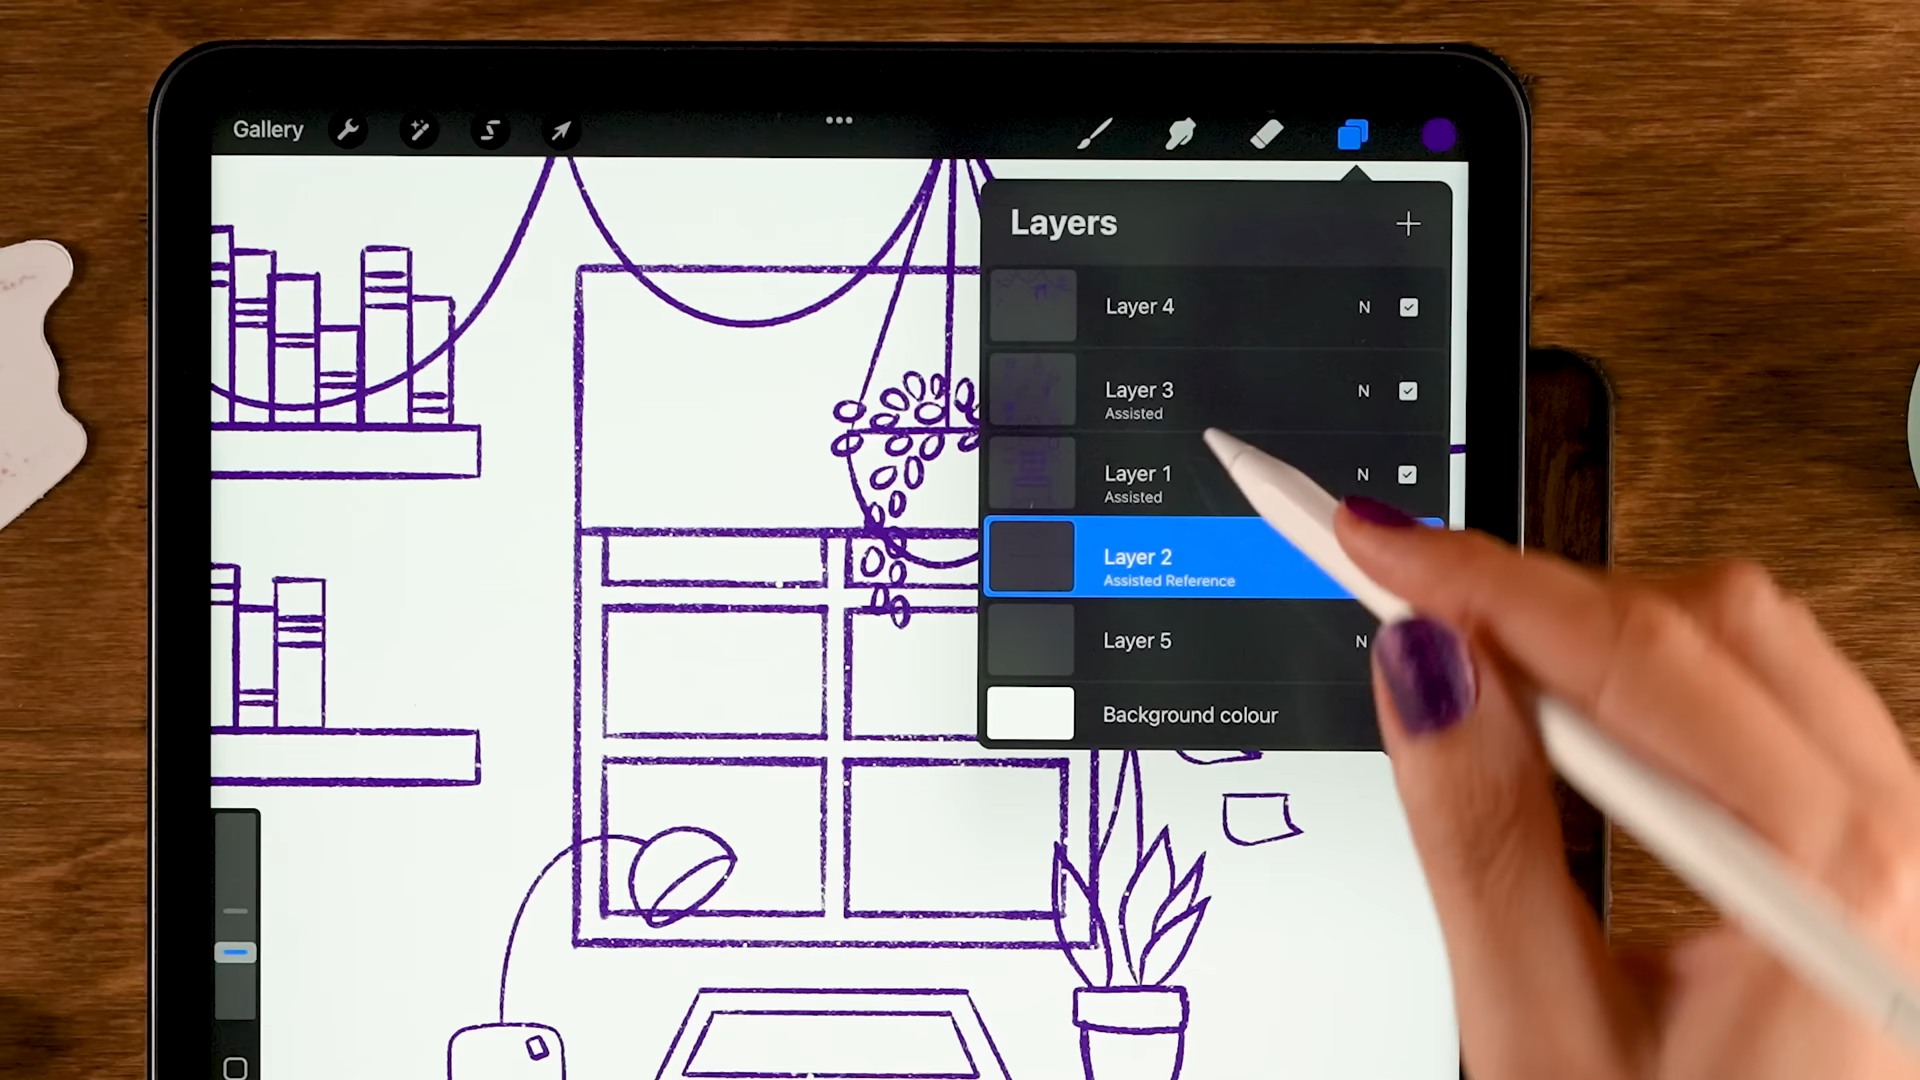 Gallery
Layers
Layer 4 N
Layer 3 N
Assisted
Layer 1 N
Assisted
Layer 2
Assisted Reference
Layer 5 N
Background colour